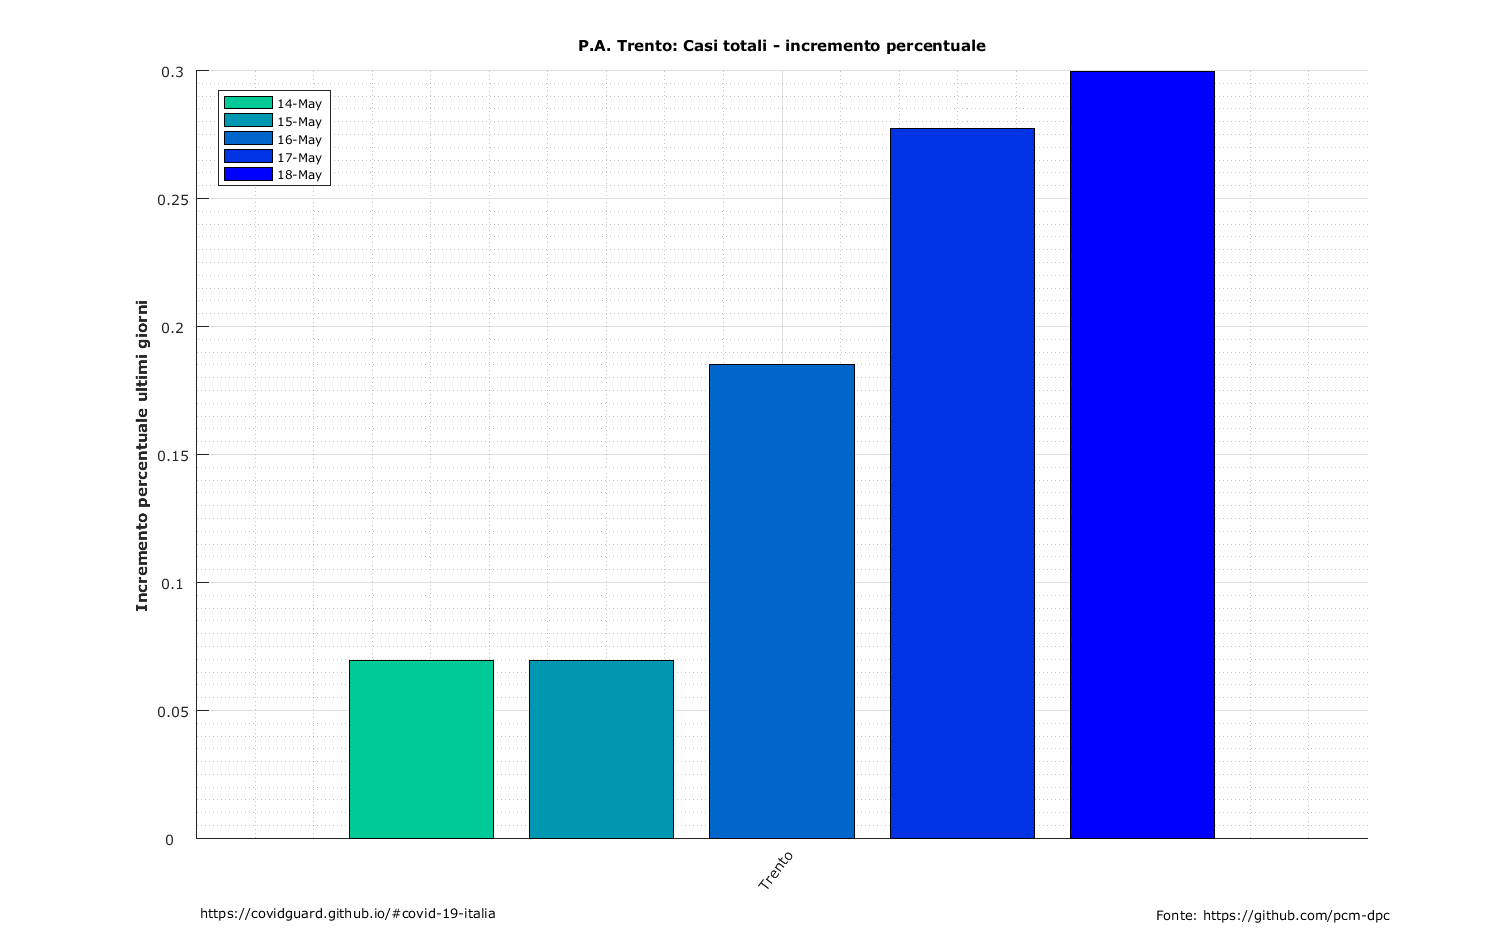 P.A. Trento: Casi totali - incremento percentuale
0.3
0.25
0.2
0.15
0.1
0.05
0
Incremento percentuale ultimi giorni
14-May
15-May
16-May
17-May
18-May
Trento
https://covidguard.github.io/#covid-19-italia
Fonte: https://github.com/pcm-dpc